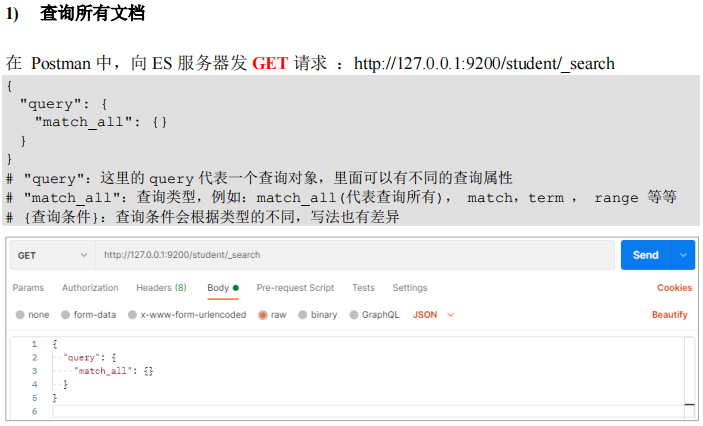 1) 查询所有文档
在 Postman 中，向 ES 服务器发 GET 请求 ：http://127.0.0.1:9200/student/_search
{
"query": {
"match_all": {}
}
}
# "query"：这里的 query 代表一个查询对象，里面可以有不同的查询属性
# "match_all"：查询类型，例如：match_all(代表查询所有)， match，term ， range 等等
# {查询条件}：查询条件会根据类型的不同，写法也有差异
GET http://127.0.0.1:9200/student/_search Send
Params Authorization Headers (8) Body Pre-request Script Tests Settings Cookies
none form-data x-www-form-urlencoded raw binary GraphQL JSON Beautify
1 {
2 "query": {
3 "match_all": {}
4 }
5 }
6